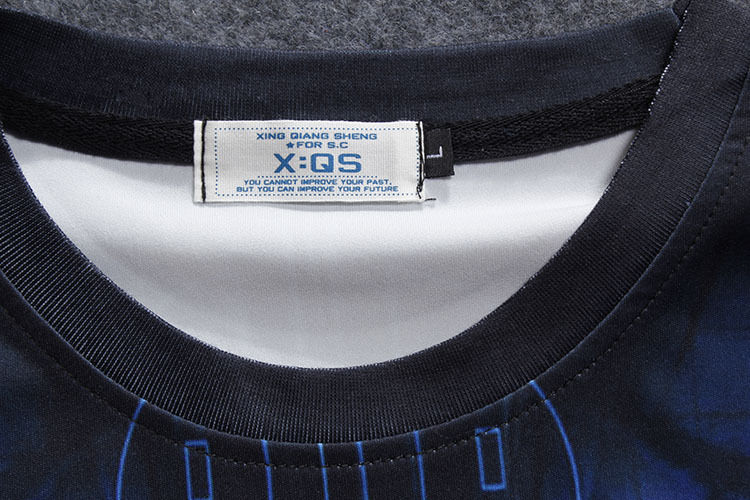 XING QIANG SHENG
★FOR S.C
X:QS
YOU CANNOT IMPROVE YOUR PAST,
BUT YOU CAN IMPROVE YOUR FUTURE
L